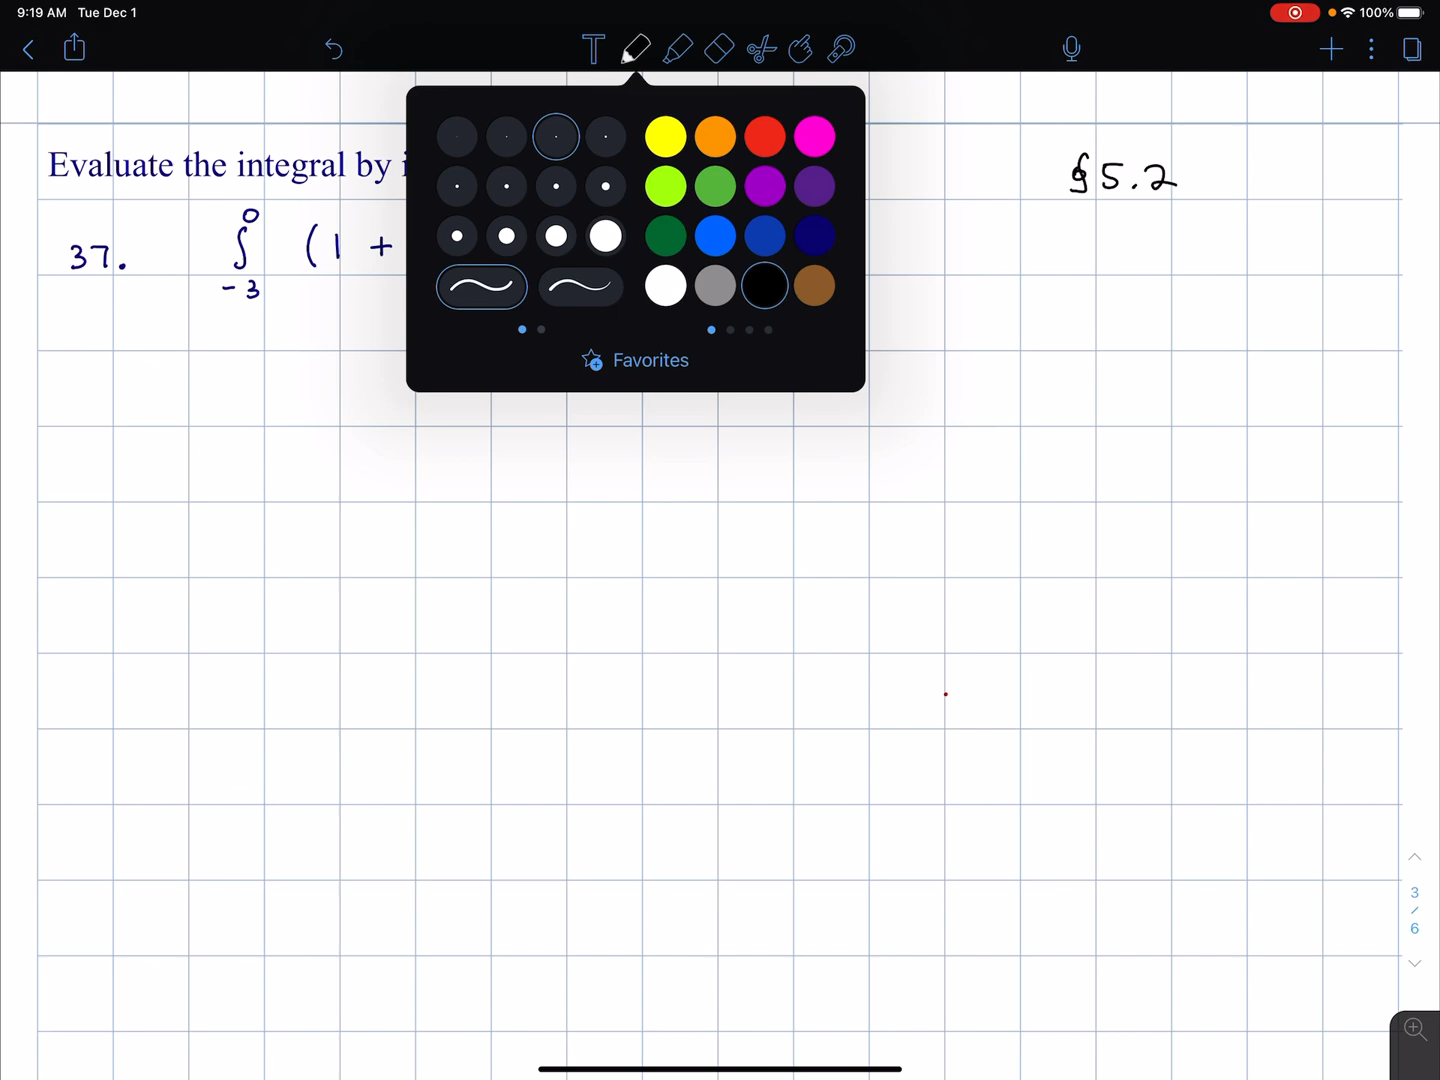 9:19 AM Tue Dec 1
100%
T
Evaluate the integral by i
§5.2
37. ∫ 0 -3 (1 +
Favorites
3
/
6